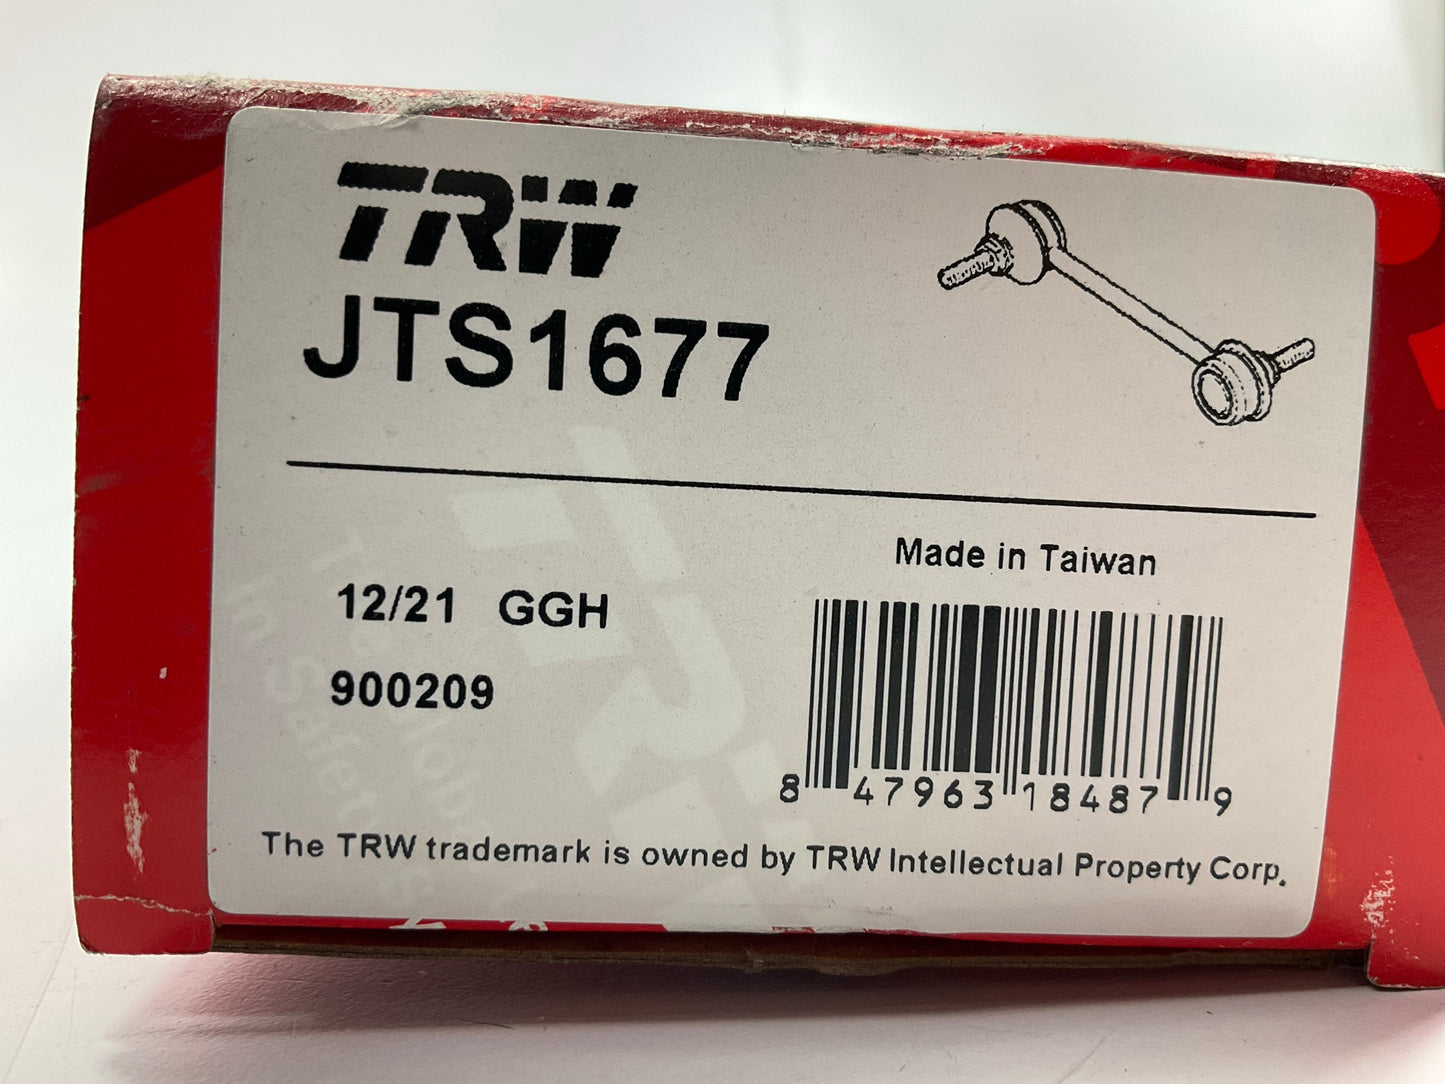 TRW
JTS1677
Made in Taiwan
12/21 GGH
900209
8 47963 18487 9
The TRW trademark is owned by TRW Intellectual Property Corp.